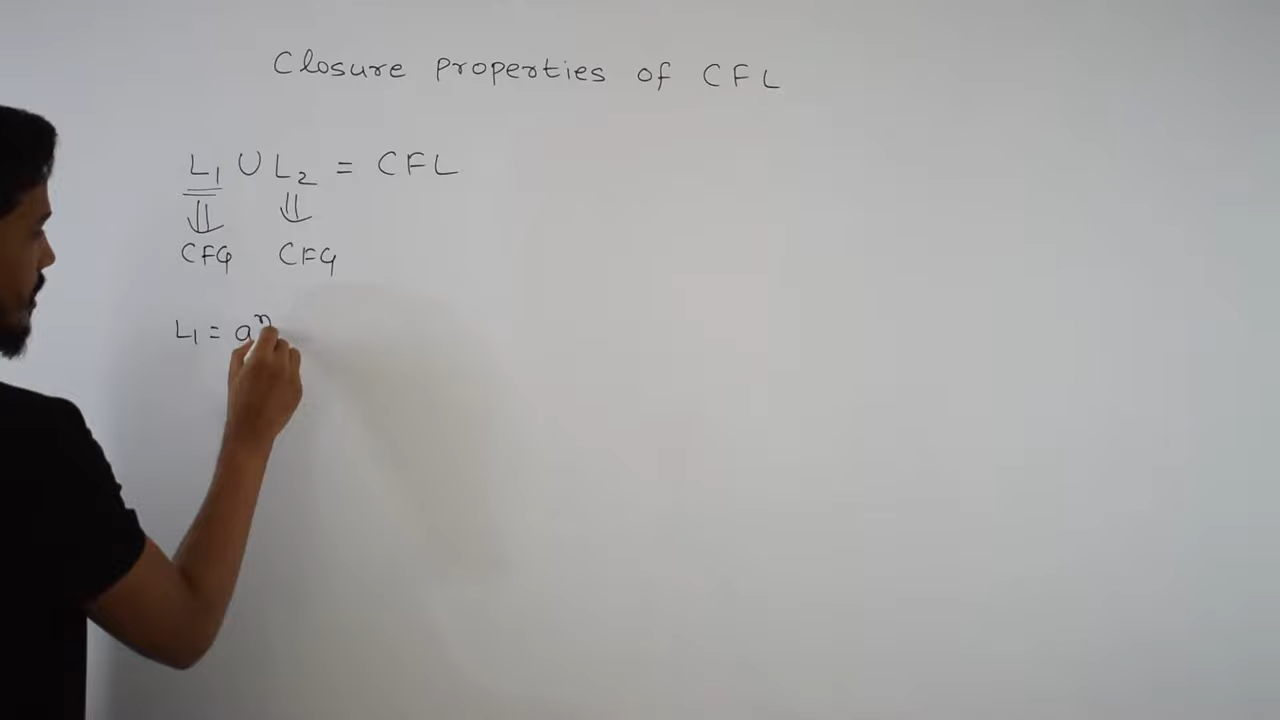 Closure properties of CFL
L₁ ∪ L₂ = CFL
⇓ ⇓
CFG CFG
L₁ = aⁿ